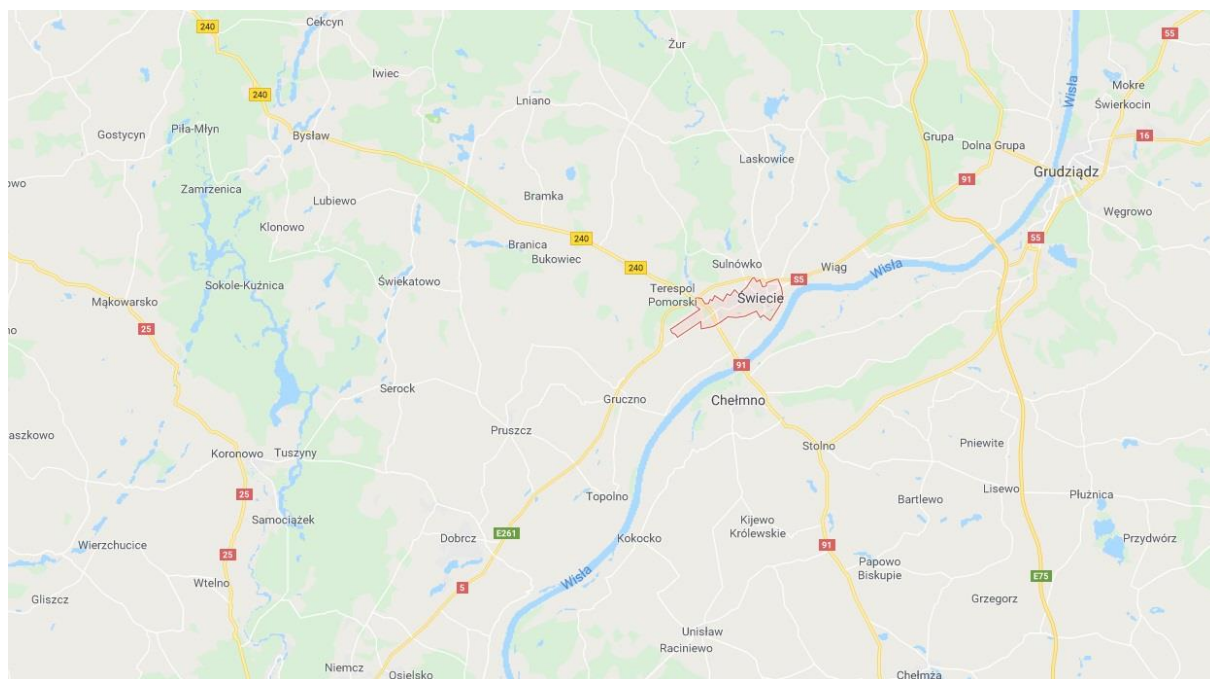 240
Cekcyn
Żur
55
Iwiec
Mokre
240
Lniano
Świerkocin
Wisła
Gostycyn
Piła-Młyn
Bysław
Grupa
Dolna Grupa
16
Laskowice
Grudziądz
owo
Zamrzenica
Lubiewo
Bramka
91
Węgrowo
Klonowo
Branica
240
55
Bukowiec
240
Sulnówko
Wiąg
Wisła
Sokole-Kuźnica
Świekatowo
Terespol
Pomorski
55
Mąkowarsko
Świecie
25
no
91
Serock
Gruczno
Chełmno
aszkowo
Pruszcz
Stolno
Pniewite
Koronowo
Tuszyny
25
Topolno
Bartlewo
Lisewo
Płużnica
Samociążek
Kijewo
Królewskie
Wierzchucice
Dobrcz
E261
Kokocko
91
Przydwórz
25
Papowo
Biskupie
Wtelno
5
Wisła
E75
Gliszcz
Grzegorz
Unisław
Raciniewo
Niemcz
Osielsko
Chełmża